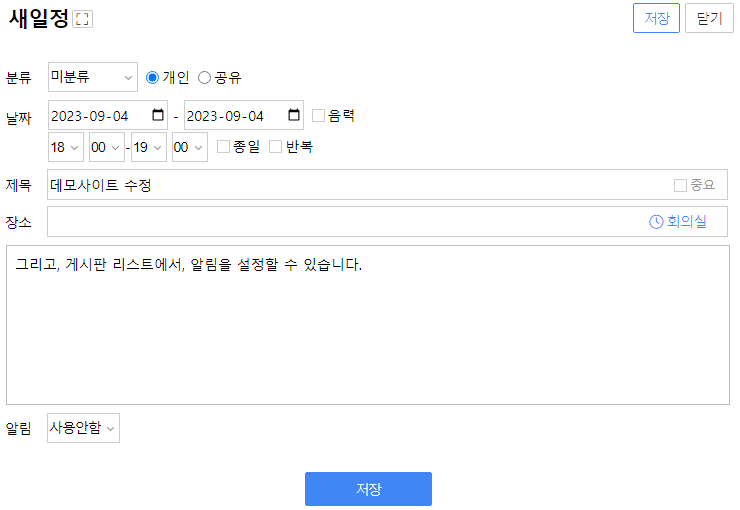 새일정 저장 닫기
분류 미분류 개인 공유
날짜 2023-09-04 - 2023-09-04 음력
18 00 - 19 00 종일 반복
제목 데모사이트 수정 중요
장소 회의실
그리고, 게시판 리스트에서, 알림을 설정할 수 있습니다.
알림 사용안함
저장